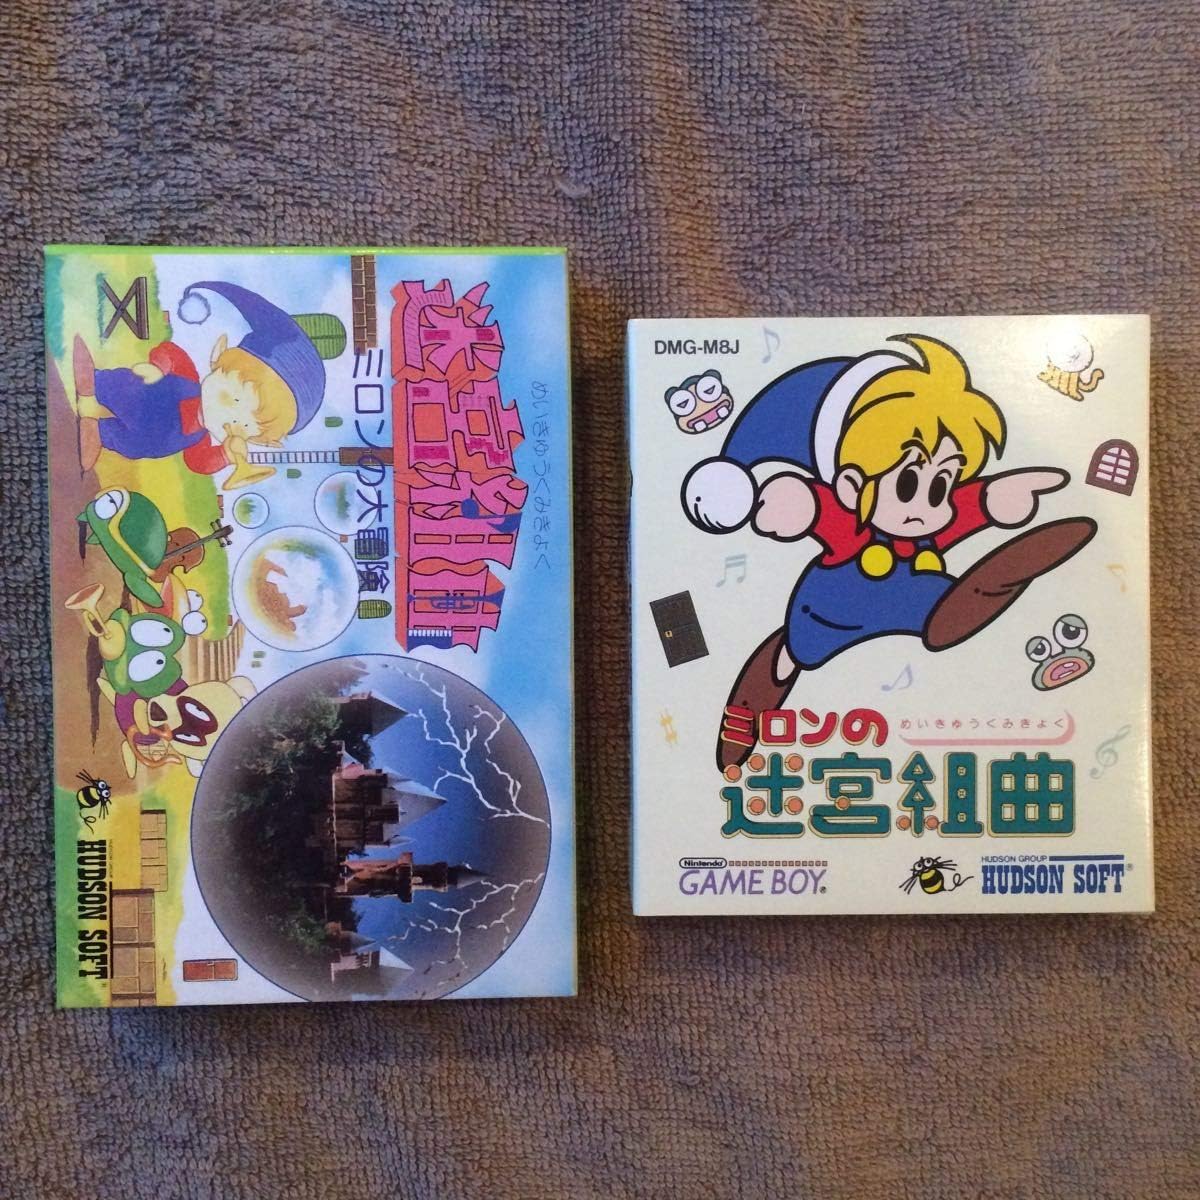 めいきゅうくみきょく
迷宮組曲
ミロンの大冒険
HUDSON SOFT®
DMG-M8J
ミロンの
めいきゅうくみきょく
迷宮組曲
Nintendo
GAME BOY®
HUDSON GROUP
HUDSON SOFT®